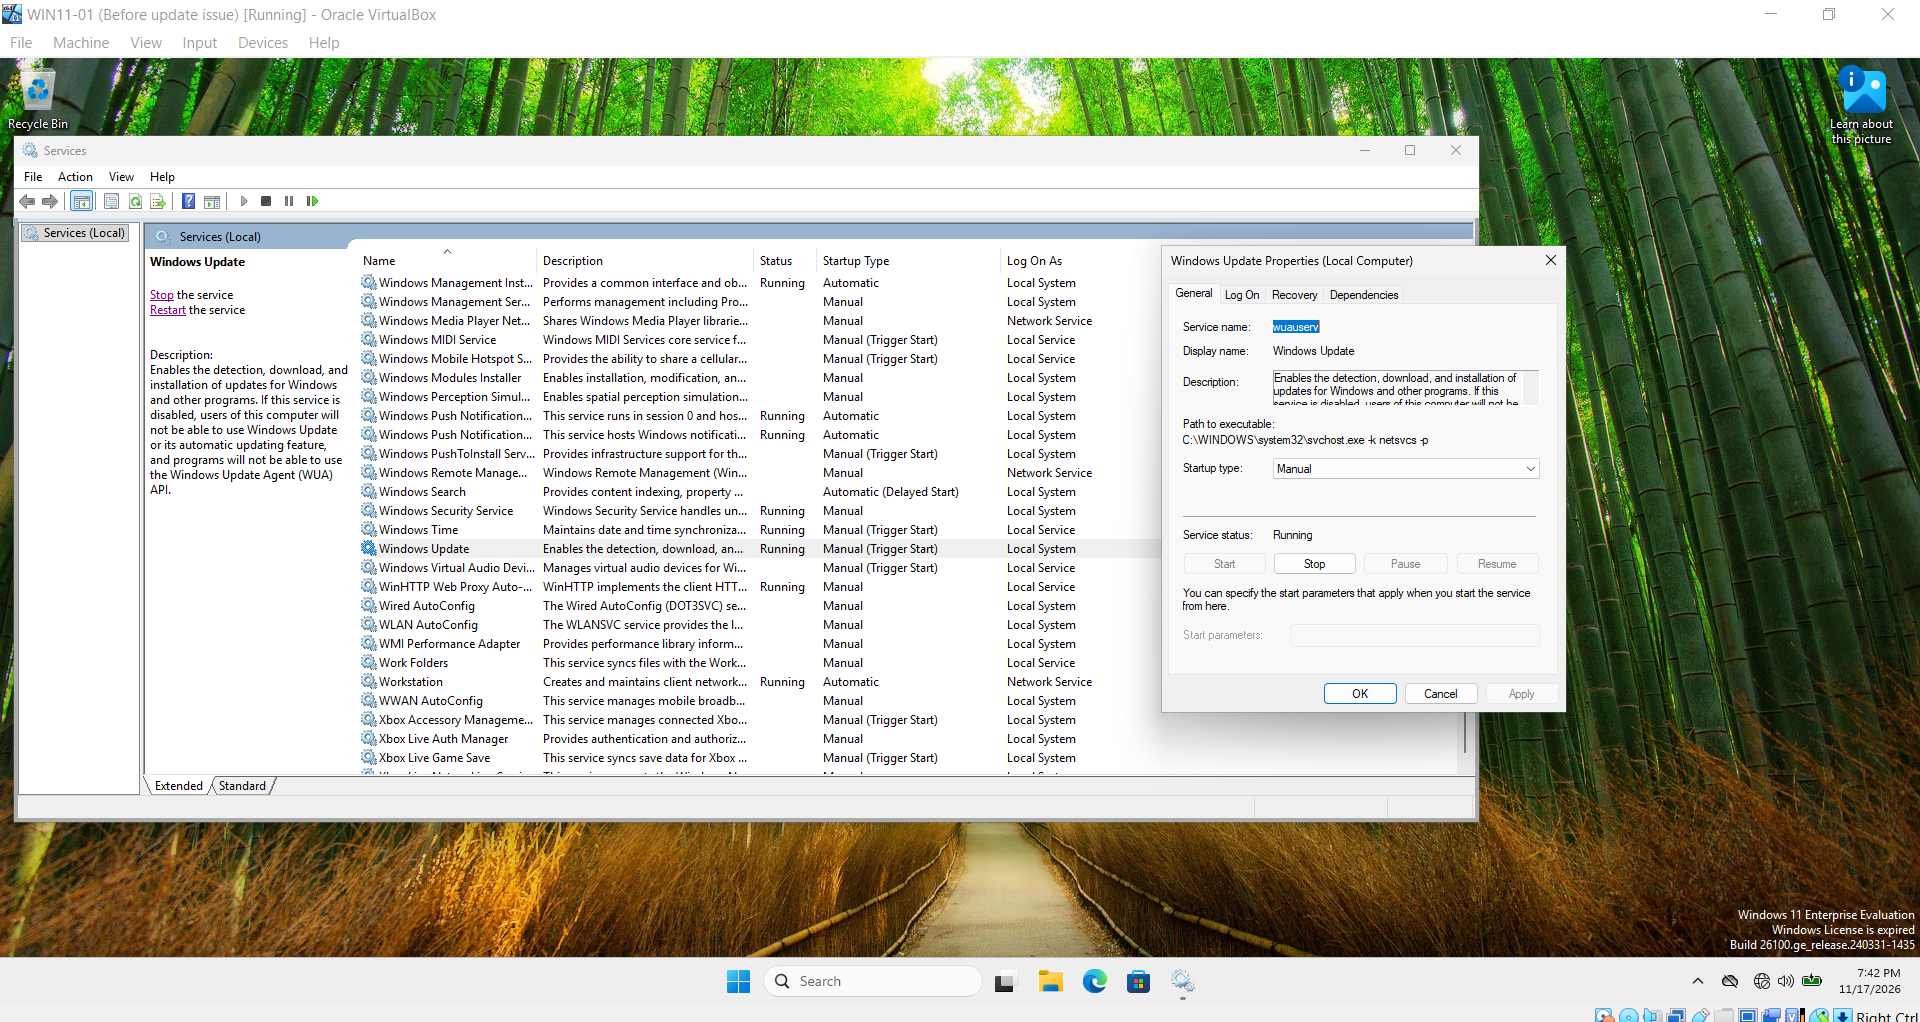 WIN11-01 (Before update issue) [Running] - Oracle VirtualBox
File Machine View Input Devices Help
Recycle Bin
Learn about
this picture
Services
File Action View Help
Services (Local)
Services (Local)
Windows Update
Stop the service
Restart the service
Description:
Enables the detection, download, and
installation of updates for Windows
and other programs. If this service is
disabled, users of this computer will
not be able to use Windows Update
or its automatic updating feature,
and programs will not be able to use
the Windows Update Agent (WUA)
API.
Name Description Status Startup Type Log On As
Windows Management Inst... Provides a common interface and ob... Running Automatic Local System
Windows Management Ser... Performs management including Pro... Manual Local System
Windows Media Player Net... Shares Windows Media Player librarie... Manual Network Service
Windows MIDI Service Windows MIDI Services core service f... Manual (Trigger Start) Local Service
Windows Mobile Hotspot S... Provides the ability to share a cellular... Manual (Trigger Start) Local Service
Windows Modules Installer Enables installation, modification, an... Manual Local System
Windows Perception Simul... Enables spatial perception simulation... Manual Local System
Windows Push Notification... This service runs in session 0 and hos... Running Automatic Local System
Windows Push Notification... This service hosts Windows notificati... Running Automatic Local System
Windows PushToInstall Serv... Provides infrastructure support for th... Manual (Trigger Start) Local System
Windows Remote Manage... Windows Remote Management (Win... Manual Network Service
Windows Search Provides content indexing, property ... Automatic (Delayed Start) Local System
Windows Security Service Windows Security Service handles un... Running Manual Local System
Windows Time Maintains date and time synchroniza... Running Manual (Trigger Start) Local Service
Windows Update Enables the detection, download, an... Running Manual (Trigger Start) Local System
Windows Virtual Audio Devi... Manages virtual audio devices for Wi... Manual (Trigger Start) Local Service
WinHTTP Web Proxy Auto-... WinHTTP implements the client HTT... Running Manual Local Service
Wired AutoConfig The Wired AutoConfig (DOT3SVC) se... Manual Local System
WLAN AutoConfig The WLANSVC service provides the l... Manual Local System
WMI Performance Adapter Provides performance library inform... Manual Local System
Work Folders This service syncs files with the Work... Manual Local Service
Workstation Creates and maintains client network... Running Automatic Network Service
WWAN AutoConfig This service manages mobile broadb... Manual Local System
Xbox Accessory Manageme... This service manages connected Xbo... Manual (Trigger Start) Local System
Xbox Live Auth Manager Provides authentication and authoriz... Manual Local System
Xbox Live Game Save This service syncs save data for Xbox ... Manual (Trigger Start) Local System
Extended Standard
Windows Update Properties (Local Computer)
General Log On Recovery Dependencies
Service name: wuauserv
Display name: Windows Update
Description: Enables the detection, download, and installation of
updates for Windows and other programs. If this
service is disabled, users of this computer will not be
Path to executable:
C:\WINDOWS\system32\svchost.exe -k netsvcs -p
Startup type: Manual
Service status: Running
Start Stop Pause Resume
You can specify the start parameters that apply when you start the service
from here.
Start parameters:
OK Cancel Apply
Windows 11 Enterprise Evaluation
Windows License is expired
Build 26100.ge_release.240331-1435
Search
7:42 PM
11/17/2026
Right Ctrl